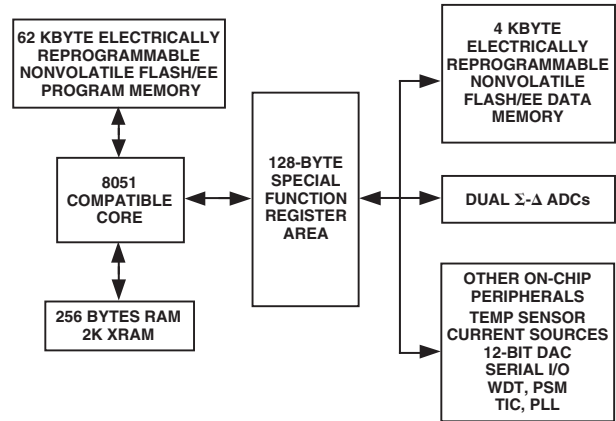 62 KBYTE ELECTRICALLY
REPROGRAMMABLE
NONVOLATILE FLASH/EE
PROGRAM MEMORY
8051
COMPATIBLE
CORE
256 BYTES RAM
2K XRAM
128-BYTE
SPECIAL
FUNCTION
REGISTER
AREA
4 KBYTE
ELECTRICALLY
REPROGRAMMABLE
NONVOLATILE
FLASH/EE DATA
MEMORY
DUAL Σ-Δ ADCs
OTHER ON-CHIP
PERIPHERALS
TEMP SENSOR
CURRENT SOURCES
12-BIT DAC
SERIAL I/O
WDT, PSM
TIC, PLL